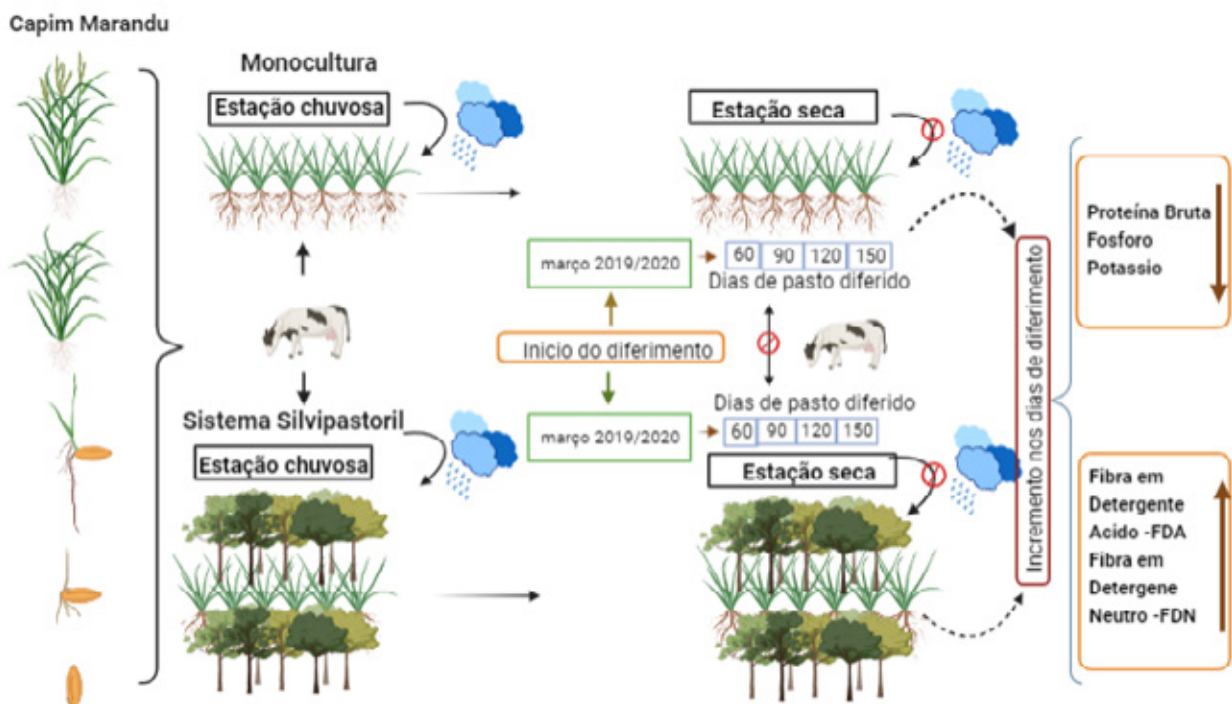 Capim Marandu
Monocultura
Estação chuvosa
Estação seca
março 2019/2020
60 90 120 150
Dias de pasto diferido
Inicio do diferimento
Dias de pasto diferido
60 90 120 150
março 2019/2020
Sistema Silvipastoril
Estação chuvosa
Estação seca
Incremento nos dias de diferimento
Proteína Bruta
Fosforo
Potassio
Fibra em
Detergente
Acido -FDA
Fibra em
Detergene
Neutro -FDN